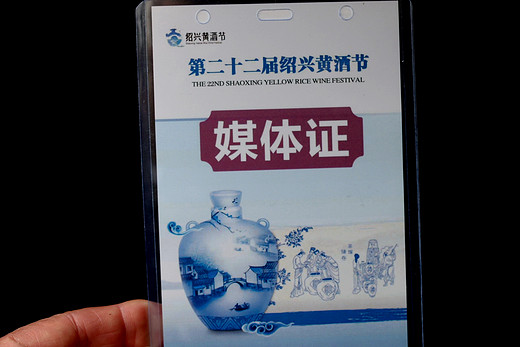 绍兴黄酒节
第二十二届绍兴黄酒节
THE 22ND SHAOXING YELLOW RICE WINE FESTIVAL
媒体证